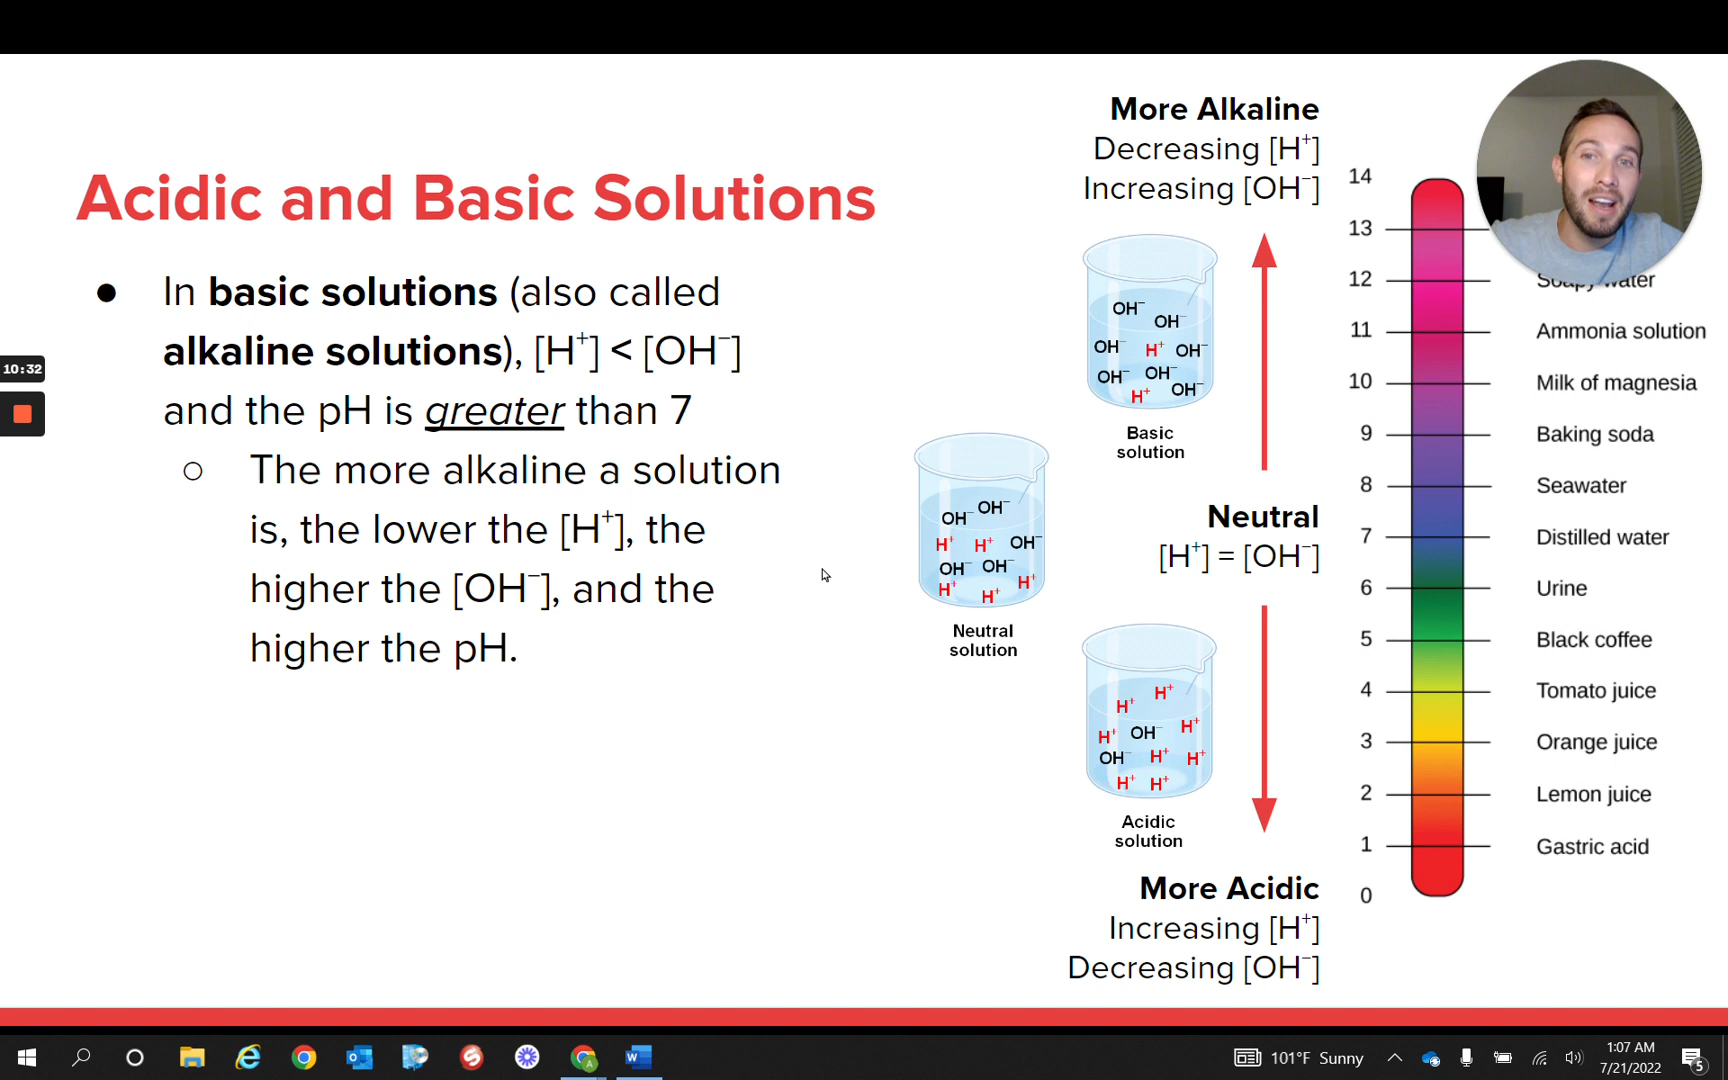 Acidic and Basic Solutions
● In basic solutions (also called
alkaline solutions), [H⁺] < [OH⁻]
and the pH is greater than 7
○ The more alkaline a solution
is, the lower the [H⁺], the
higher the [OH⁻], and the
higher the pH.
10:32
More Alkaline
Decreasing [H⁺]
Increasing [OH⁻]
OH⁻
OH⁻
OH⁻ H⁺ OH⁻
OH⁻ OH⁻
H⁺ OH⁻
Basic
solution
OH⁻ OH⁻
H⁺ H⁺ OH⁻
OH⁻ OH⁻
H⁺ H⁺ H⁺
Neutral
solution
Neutral
[H⁺] = [OH⁻]
H⁺ H⁺
H⁺ OH⁻ H⁺
OH⁻ H⁺ H⁺
H⁺ H⁺
Acidic
solution
More Acidic
Increasing [H⁺]
Decreasing [OH⁻]
14
13
12 Soapy water
11 Ammonia solution
10 Milk of magnesia
9 Baking soda
8 Seawater
7 Distilled water
6 Urine
5 Black coffee
4 Tomato juice
3 Orange juice
2 Lemon juice
1 Gastric acid
0
101°F Sunny
1:07 AM
7/21/2022
5